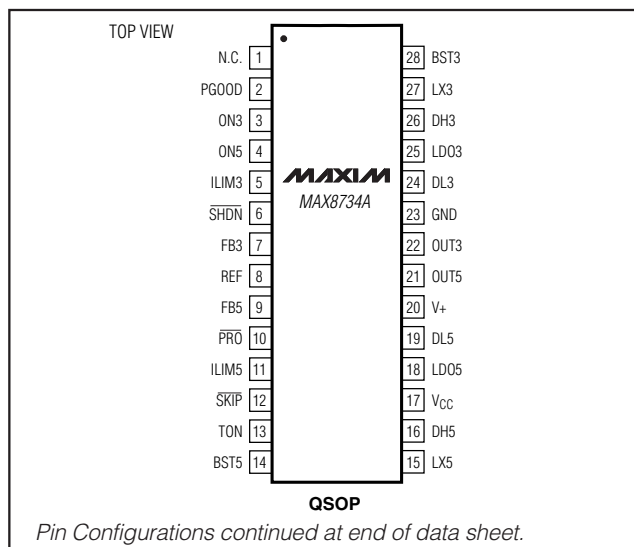 TOP VIEW
N.C. 1
PGOOD 2
ON3 3
ON5 4
ILIM3 5
S̅H̅D̅N̅ 6
FB3 7
REF 8
FB5 9
P̅R̅O̅ 10
ILIM5 11
S̅K̅I̅P̅ 12
TON 13
BST5 14
MAXIM
MAX8734A
28 BST3
27 LX3
26 DH3
25 LDO3
24 DL3
23 GND
22 OUT3
21 OUT5
20 V+
19 DL5
18 LDO5
17 VCC
16 DH5
15 LX5
QSOP
Pin Configurations continued at end of data sheet.